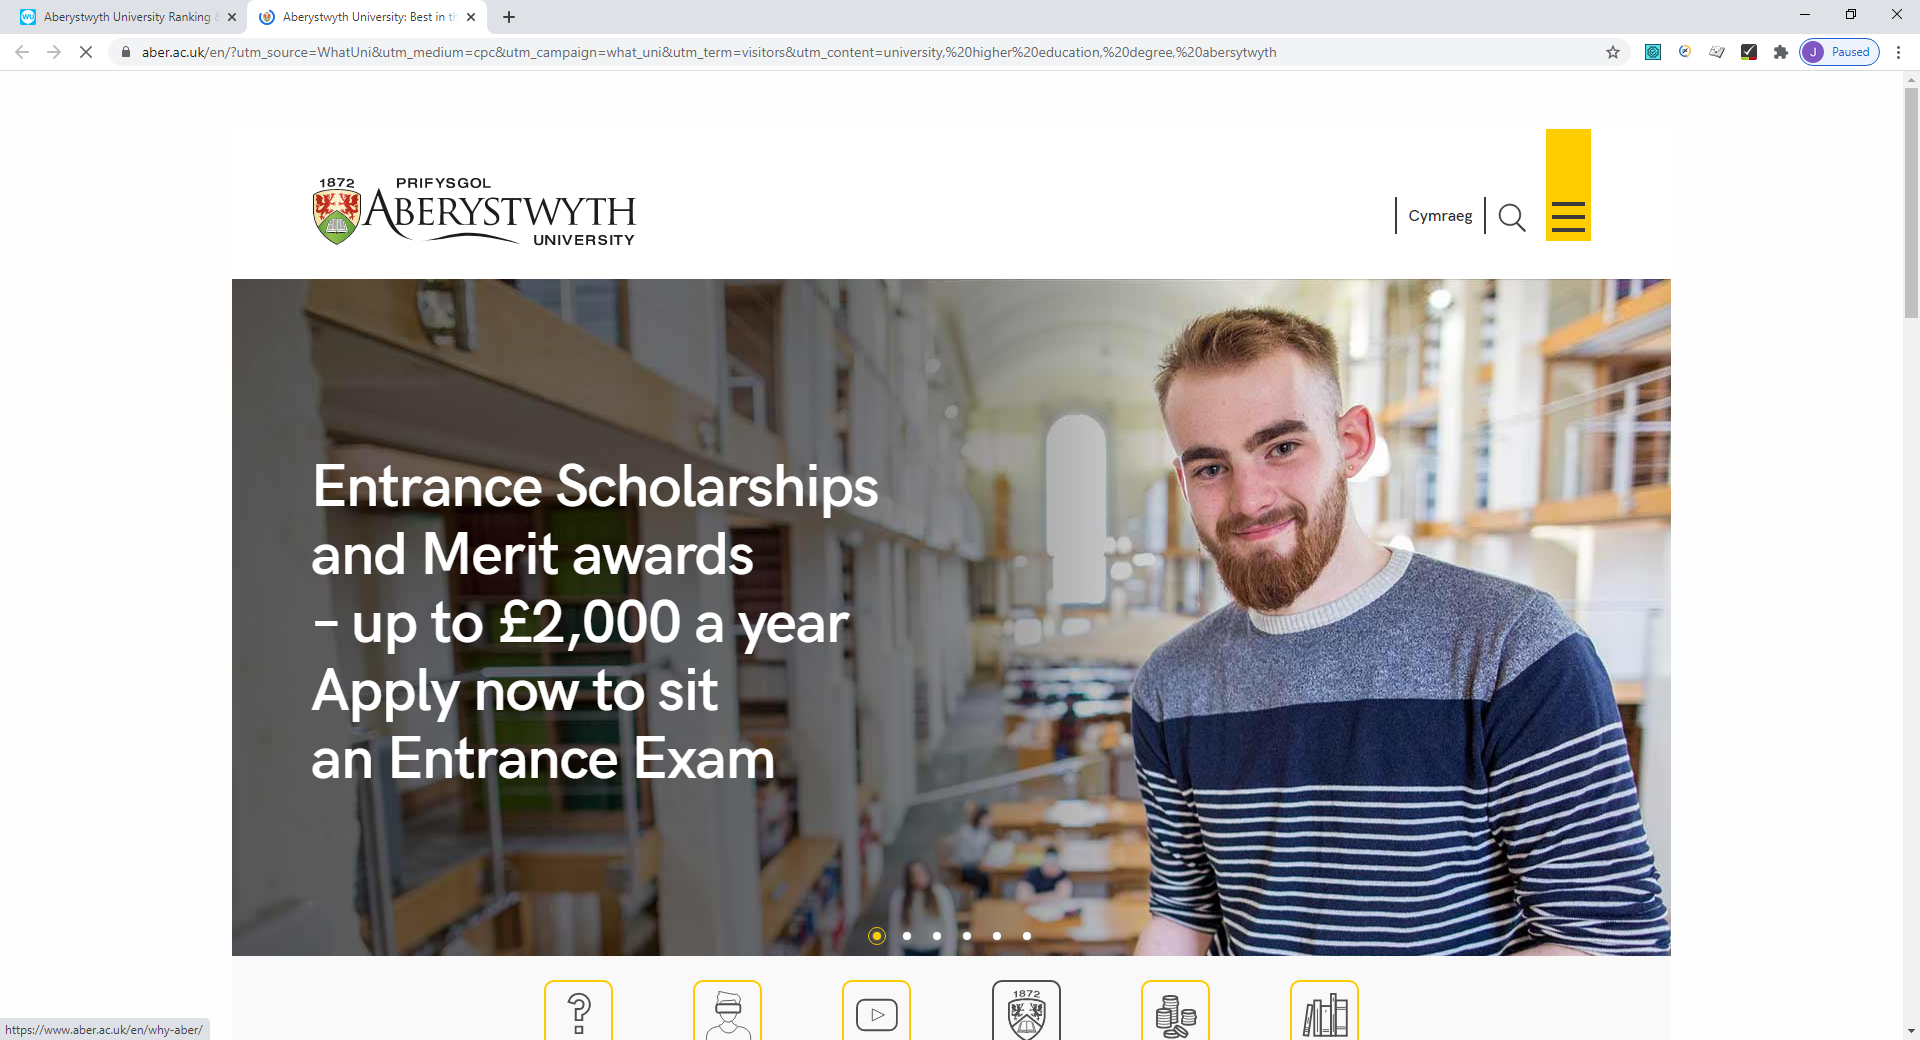 Aberystwyth University Ranking
Aberystwyth University: Best in th
aber.ac.uk/en/?utm_source=WhatUni&utm_medium=cpc&utm_campaign=what_uni&utm_term=visitors&utm_content=university,%20higher%20education,%20degree,%20abersytwyth
J Paused
1872
PRIFYSGOL
ABERYSTWYTH
UNIVERSITY
Cymraeg
Entrance Scholarships
and Merit awards
– up to £2,000 a year
Apply now to sit
an Entrance Exam
1872
https://www.aber.ac.uk/en/why-aber/